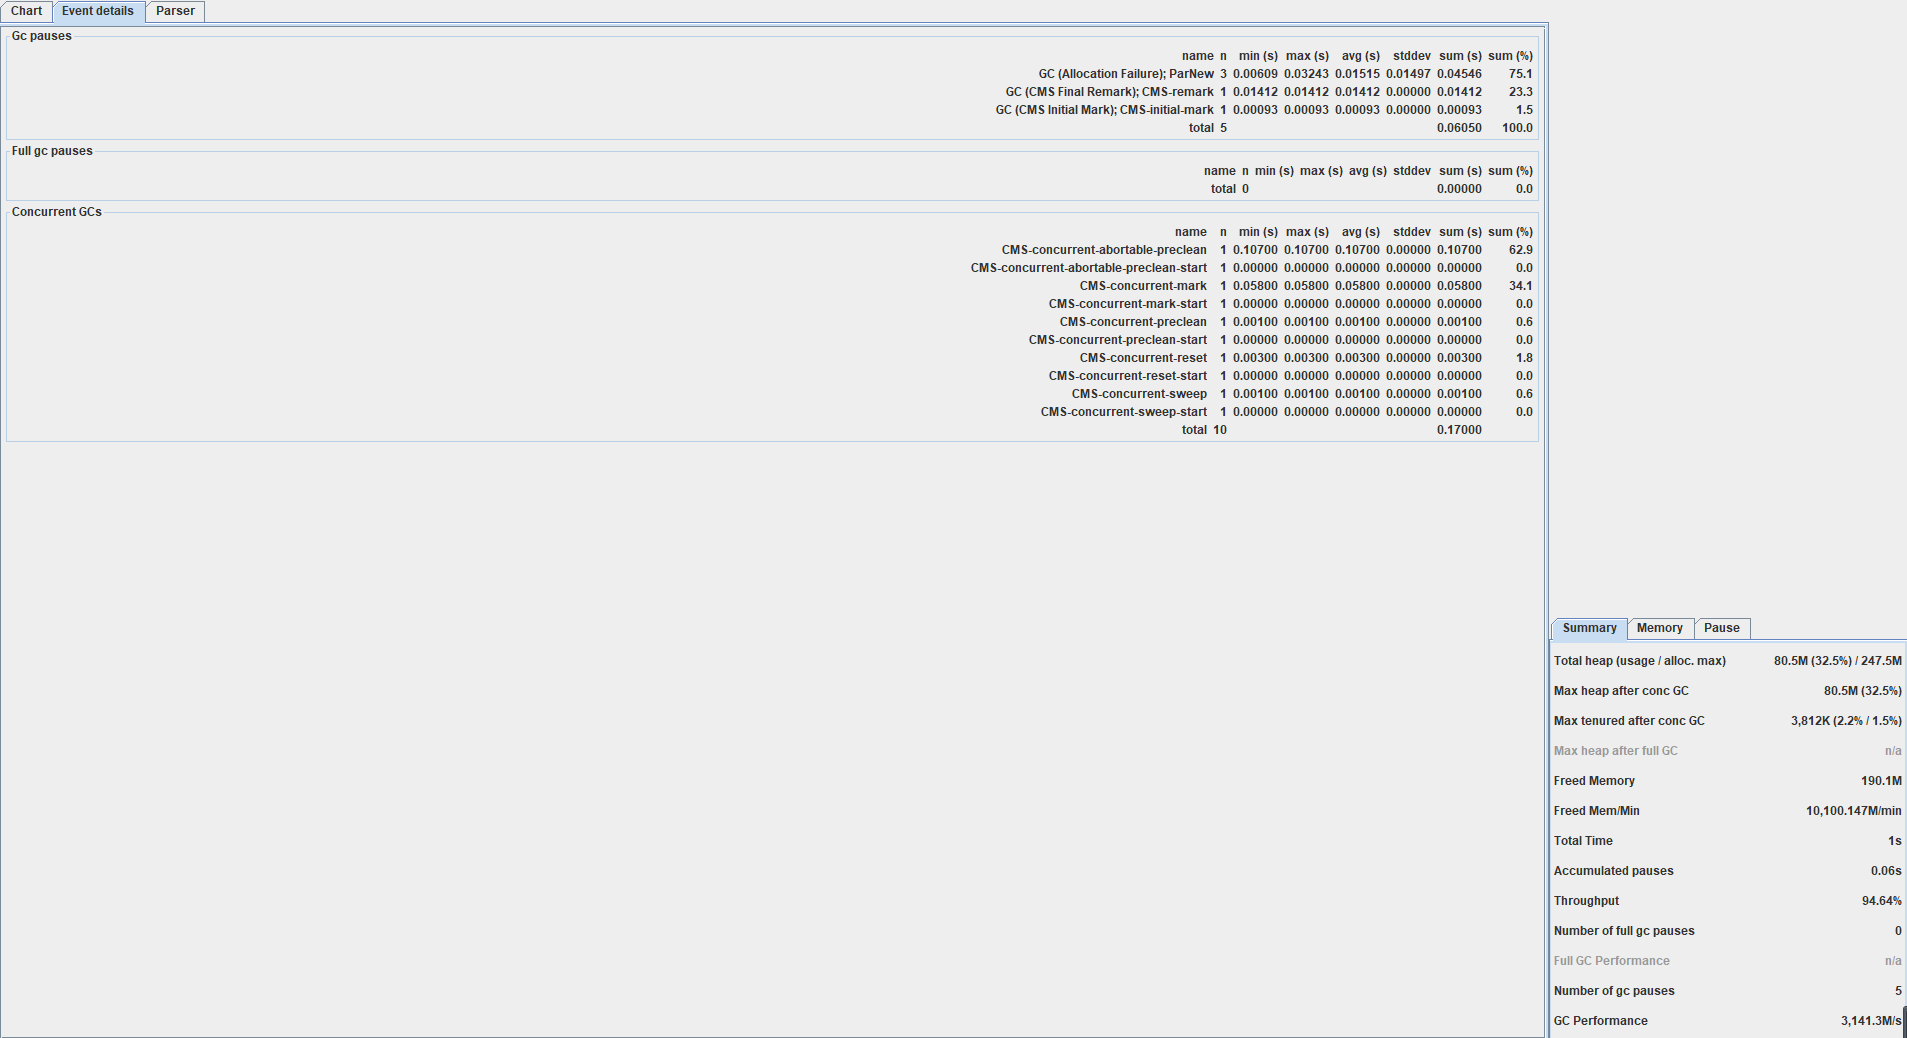 Chart Event details Parser
Gc pauses
name n min (s) max (s) avg (s) stddev sum (s) sum (%)
GC (Allocation Failure); ParNew 3 0.00609 0.03243 0.01515 0.01497 0.04546 75.1
GC (CMS Final Remark); CMS-remark 1 0.01412 0.01412 0.01412 0.00000 0.01412 23.3
GC (CMS Initial Mark); CMS-initial-mark 1 0.00093 0.00093 0.00093 0.00000 0.00093 1.5
total 5 0.06050 100.0
Full gc pauses
name n min (s) max (s) avg (s) stddev sum (s) sum (%)
total 0 0.00000 0.0
Concurrent GCs
name n min (s) max (s) avg (s) stddev sum (s) sum (%)
CMS-concurrent-abortable-preclean 1 0.10700 0.10700 0.10700 0.00000 0.10700 62.9
CMS-concurrent-abortable-preclean-start 1 0.00000 0.00000 0.00000 0.00000 0.00000 0.0
CMS-concurrent-mark 1 0.05800 0.05800 0.05800 0.00000 0.05800 34.1
CMS-concurrent-mark-start 1 0.00000 0.00000 0.00000 0.00000 0.00000 0.0
CMS-concurrent-preclean 1 0.00100 0.00100 0.00100 0.00000 0.00100 0.6
CMS-concurrent-preclean-start 1 0.00000 0.00000 0.00000 0.00000 0.00000 0.0
CMS-concurrent-reset 1 0.00300 0.00300 0.00300 0.00000 0.00300 1.8
CMS-concurrent-reset-start 1 0.00000 0.00000 0.00000 0.00000 0.00000 0.0
CMS-concurrent-sweep 1 0.00100 0.00100 0.00100 0.00000 0.00100 0.6
CMS-concurrent-sweep-start 1 0.00000 0.00000 0.00000 0.00000 0.00000 0.0
total 10 0.17000
Summary Memory Pause
Total heap (usage / alloc. max) 80.5M (32.5%) / 247.5M
Max heap after conc GC 80.5M (32.5%)
Max tenured after conc GC 3,812K (2.2% / 1.5%)
Max heap after full GC n/a
Freed Memory 190.1M
Freed Mem/Min 10,100.147M/min
Total Time 1s
Accumulated pauses 0.06s
Throughput 94.64%
Number of full gc pauses 0
Full GC Performance n/a
Number of gc pauses 5
GC Performance 3,141.3M/s